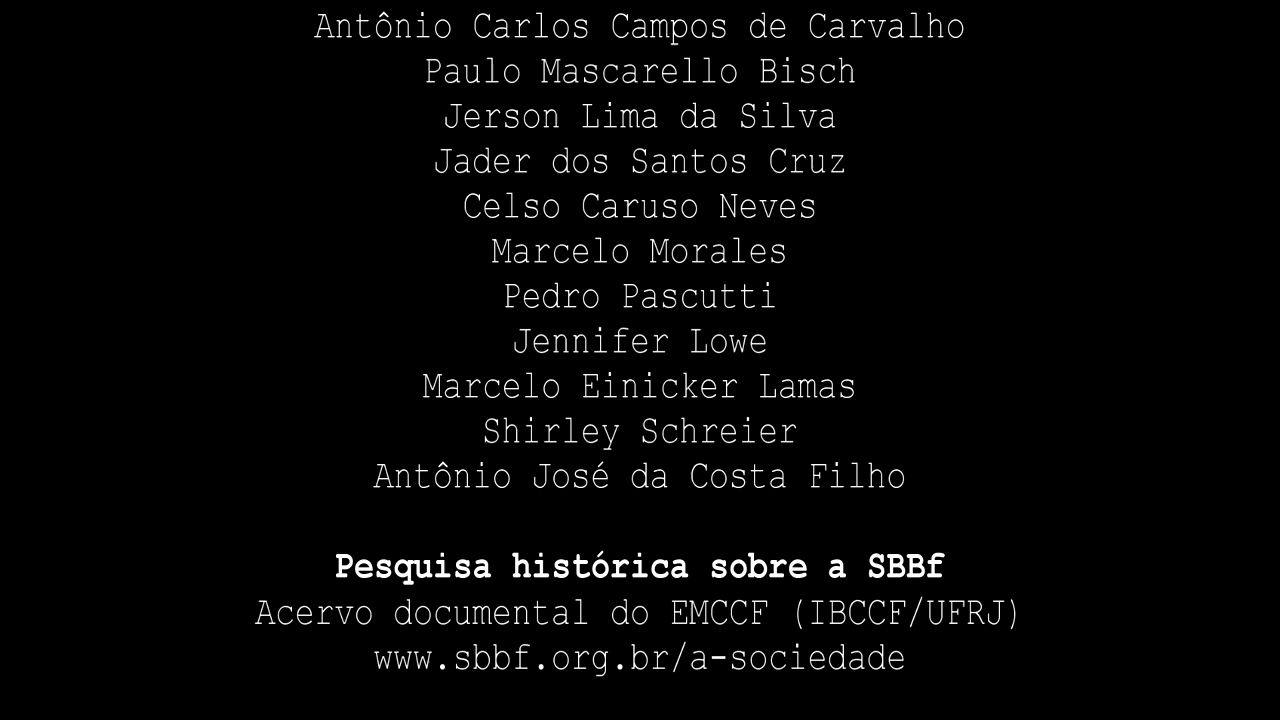 Antônio Carlos Campos de Carvalho
Paulo Mascarello Bisch
Jerson Lima da Silva
Jader dos Santos Cruz
Celso Caruso Neves
Marcelo Morales
Pedro Pascutti
Jennifer Lowe
Marcelo Einicker Lamas
Shirley Schreier
Antônio José da Costa Filho
Pesquisa histórica sobre a SBBf
Acervo documental do EMCCF (IBCCF/UFRJ)
www.sbbf.org.br/a-sociedade